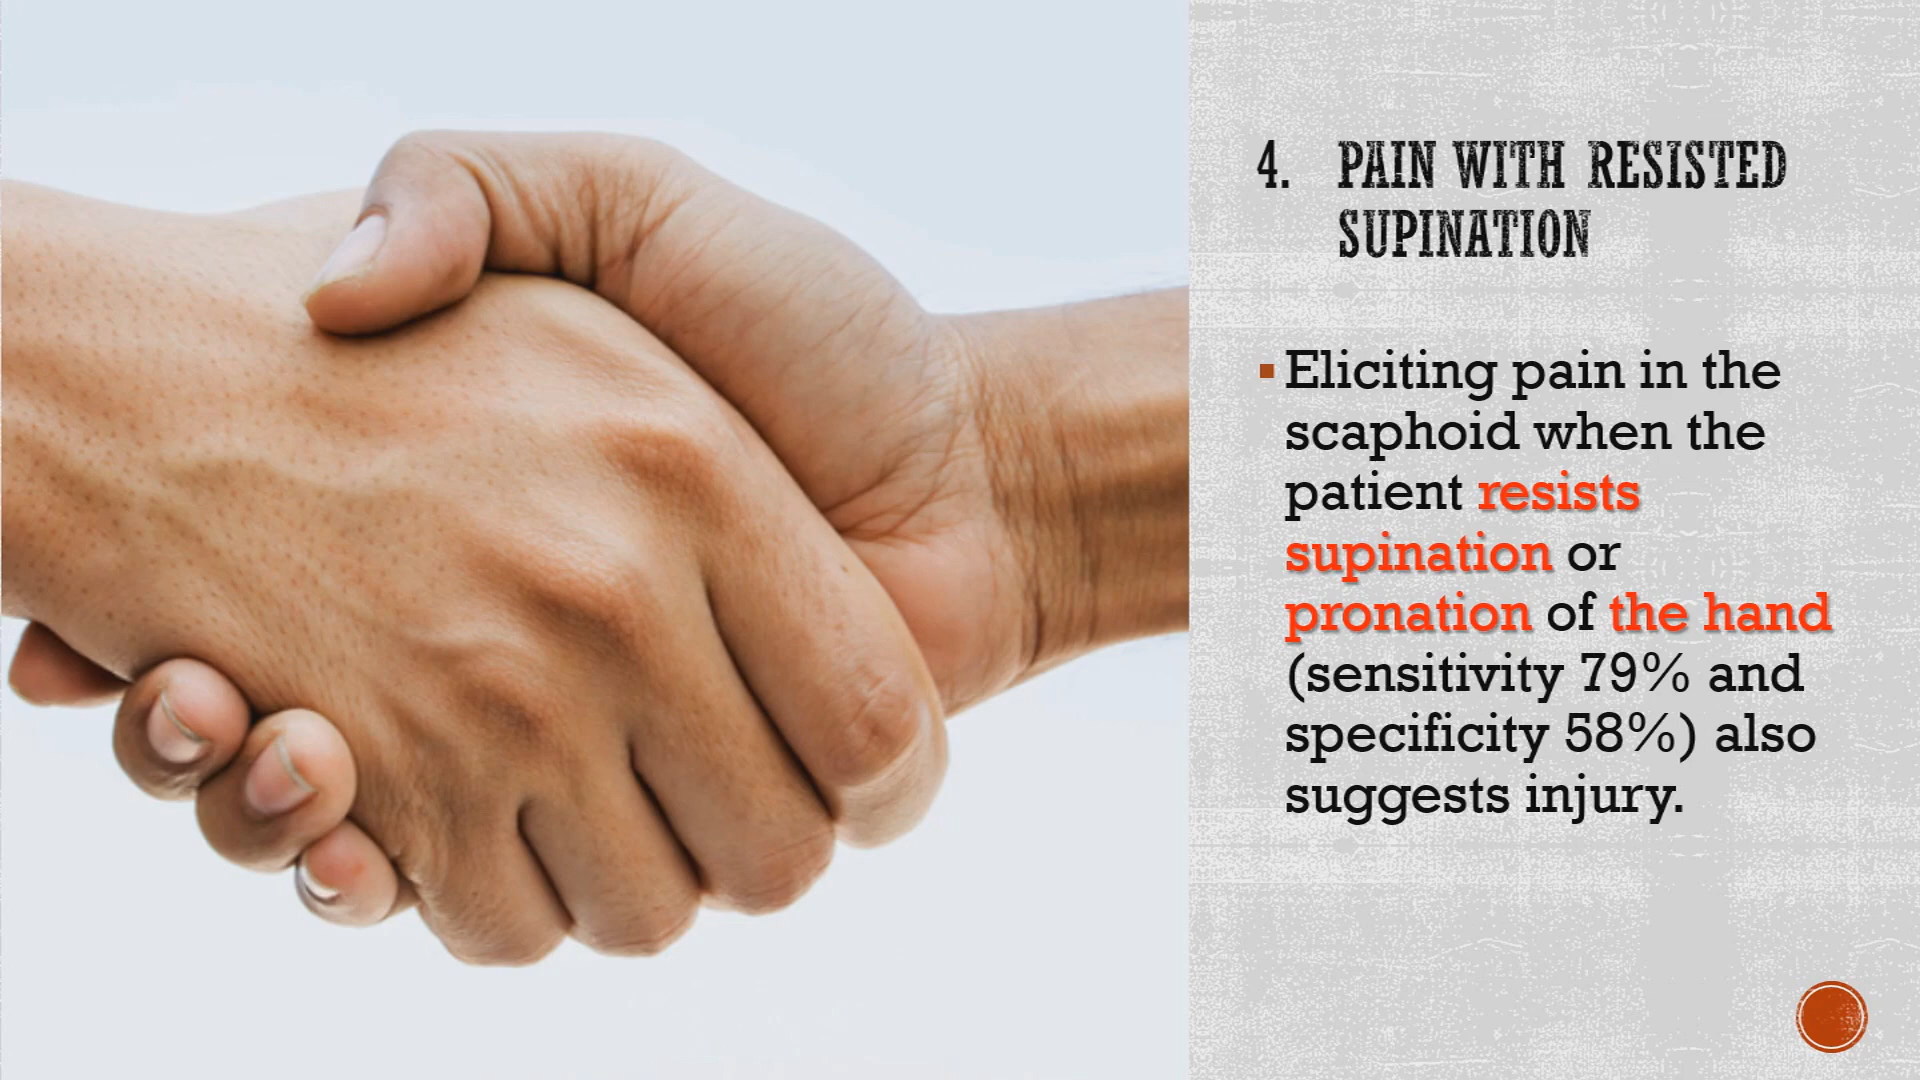 4. PAIN WITH RESISTED
SUPINATION
Eliciting pain in the
scaphoid when the
patient resists
supination or
pronation of the hand
(sensitivity 79% and
specificity 58%) also
suggests injury.